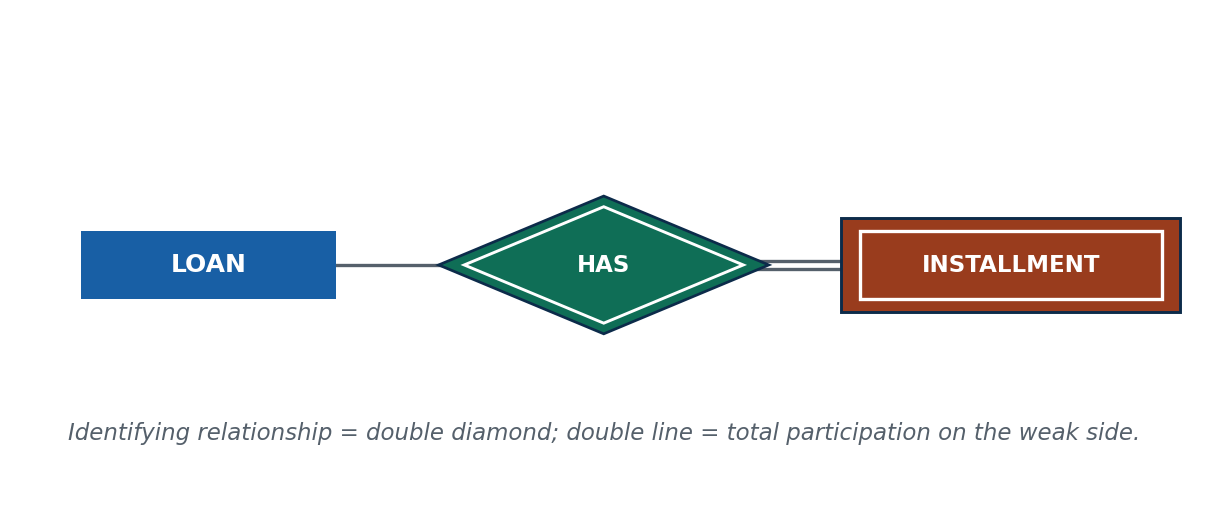 LOAN
HAS
INSTALLMENT
Identifying relationship = double diamond; double line = total participation on the weak side.